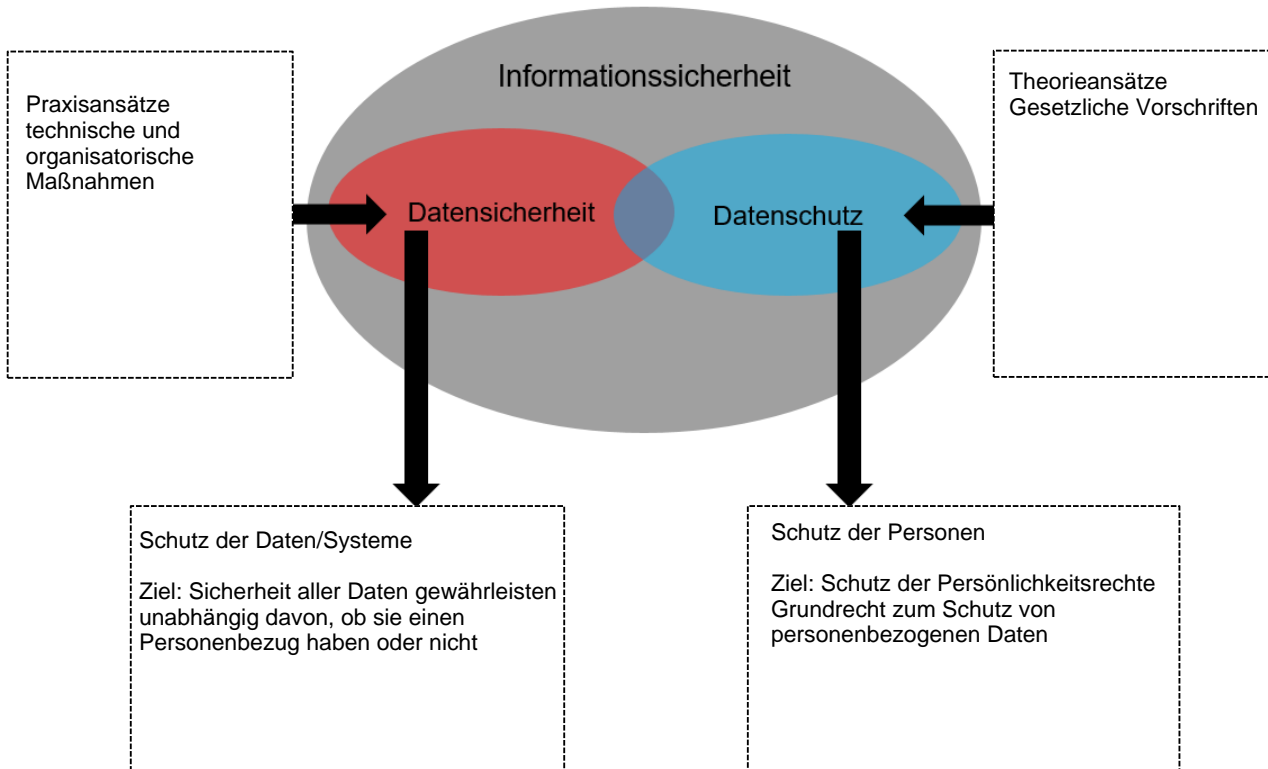 Informationssicherheit
Praxisansätze
technische und
organisatorische
Maßnahmen
Theorieansätze
Gesetzliche Vorschriften
Datensicherheit
Datenschutz
Schutz der Daten/Systeme
Ziel: Sicherheit aller Daten gewährleisten
unabhängig davon, ob sie einen
Personenbezug haben oder nicht
Schutz der Personen
Ziel: Schutz der Persönlichkeitsrechte
Grundrecht zum Schutz von
personenbezogenen Daten